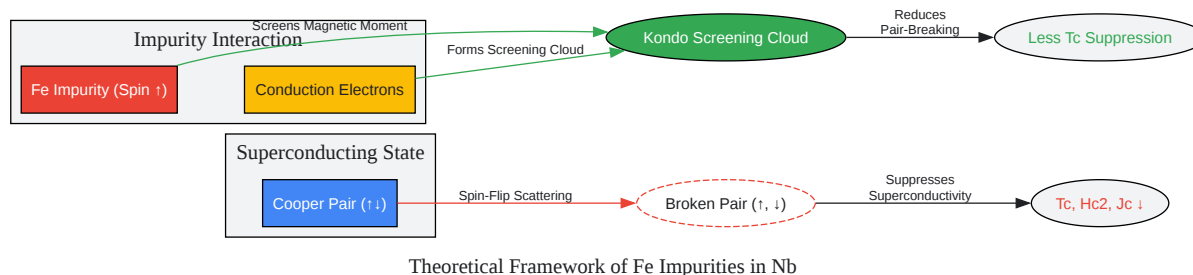 Screens Magnetic Moment
Reduces
Pair-Breaking
Impurity Interaction
Forms Screening Cloud
Kondo Screening Cloud
Less Tc Suppression
Fe Impurity (Spin ↑)
Conduction Electrons
Superconducting State
Cooper Pair (↑↓)
Spin-Flip Scattering
Broken Pair (↑, ↓)
Suppresses
Superconductivity
Tc, Hc2, Jc ↓
Theoretical Framework of Fe Impurities in Nb